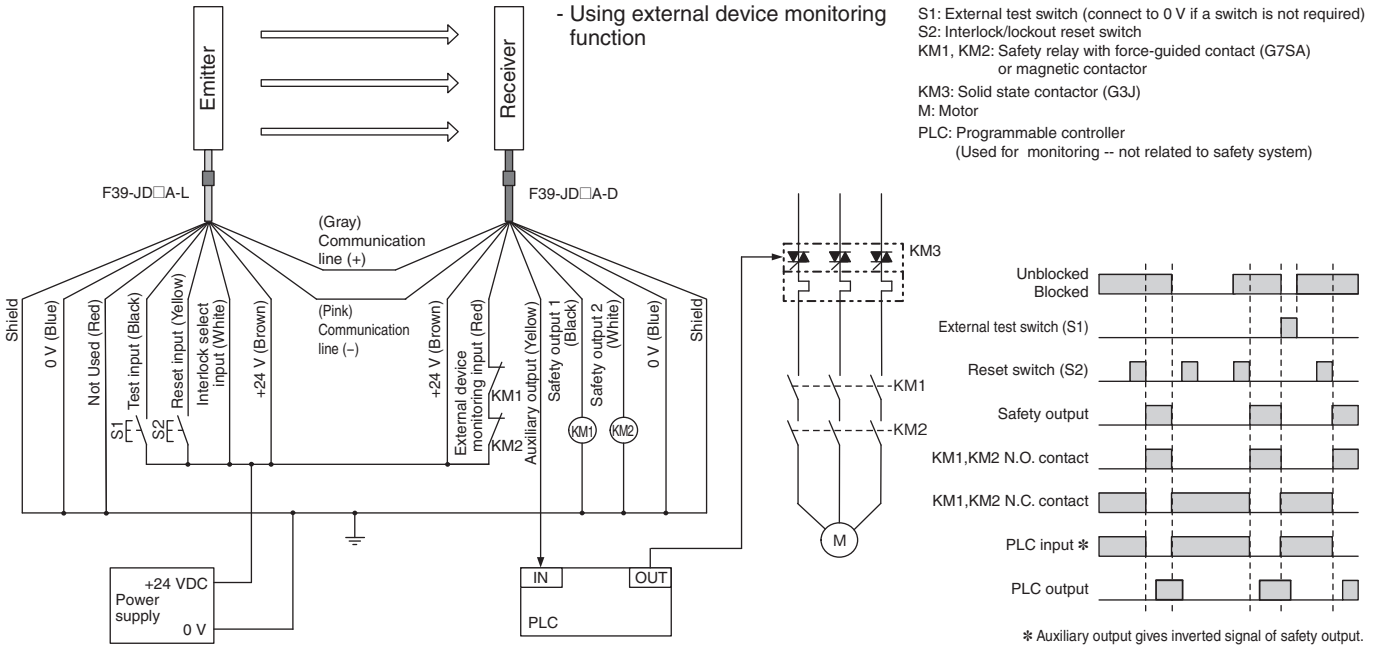 - Using external device monitoring
function
S1: External test switch (connect to 0 V if a switch is not required)
S2: Interlock/lockout reset switch
KM1, KM2: Safety relay with force-guided contact (G7SA)
or magnetic contactor
KM3: Solid state contactor (G3J)
M: Motor
PLC: Programmable controller
(Used for monitoring -- not related to safety system)
Emitter
Receiver
F39-JD□A-L
F39-JD□A-D
(Gray)
Communication
line (+)
(Pink)
Communication
line (−)
Shield
0 V (Blue)
Not Used (Red)
Test input (Black)
Reset input (Yellow)
Interlock select
input (White)
+24 V (Brown)
+24 V (Brown)
External device
monitoring input (Red)
Auxiliary output (Yellow)
Safety output 1
(Black)
Safety output 2
(White)
0 V (Blue)
Shield
S1
S2
KM1
KM2
KM1
KM2
KM3
KM1
KM2
M
+24 VDC
Power
supply
0 V
IN
OUT
PLC
Unblocked
Blocked
External test switch (S1)
Reset switch (S2)
Safety output
KM1,KM2 N.O. contact
KM1,KM2 N.C. contact
PLC input ✻
PLC output
✻ Auxiliary output gives inverted signal of safety output.